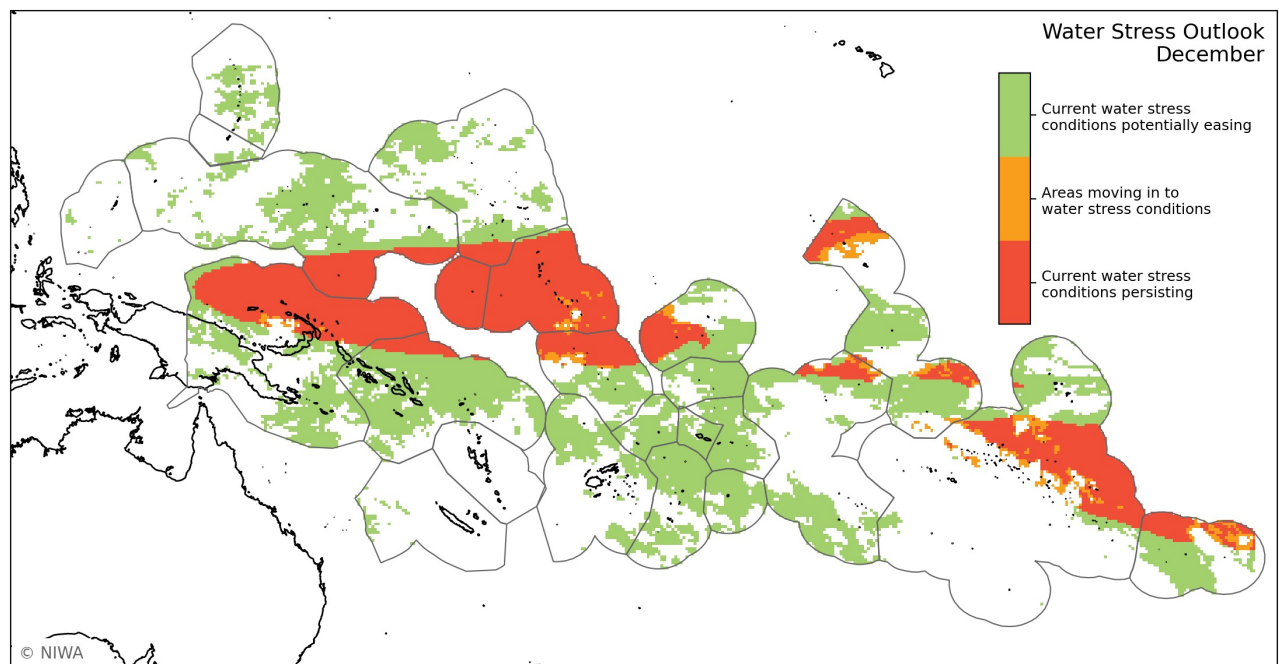 Water Stress Outlook
December
Current water stress
conditions potentially easing
Areas moving in to
water stress conditions
Current water stress
conditions persisting
© NIWA